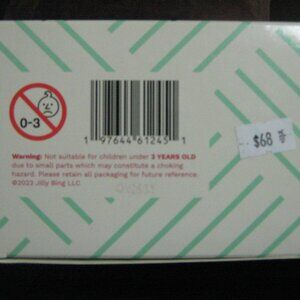 0-3
1 97644 61245 1
$68
Warning: Not suitable for children under 3 YEARS OLD
due to small parts which may constitute a choking
hazard. Please retain all packaging for future reference.
©2023 Jilly Bing LLC.